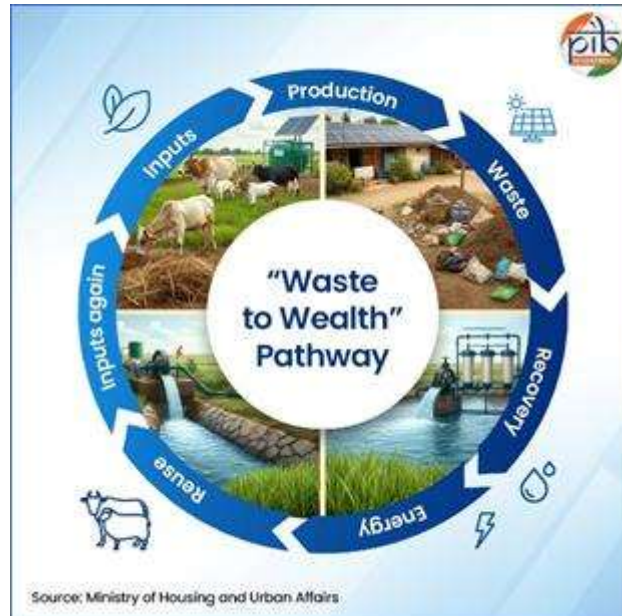 pib
Production
Waste
Recovery
Energy
Reuse
Inputs again
Inputs
“Waste
to Wealth”
Pathway
Source: Ministry of Housing and Urban Affairs